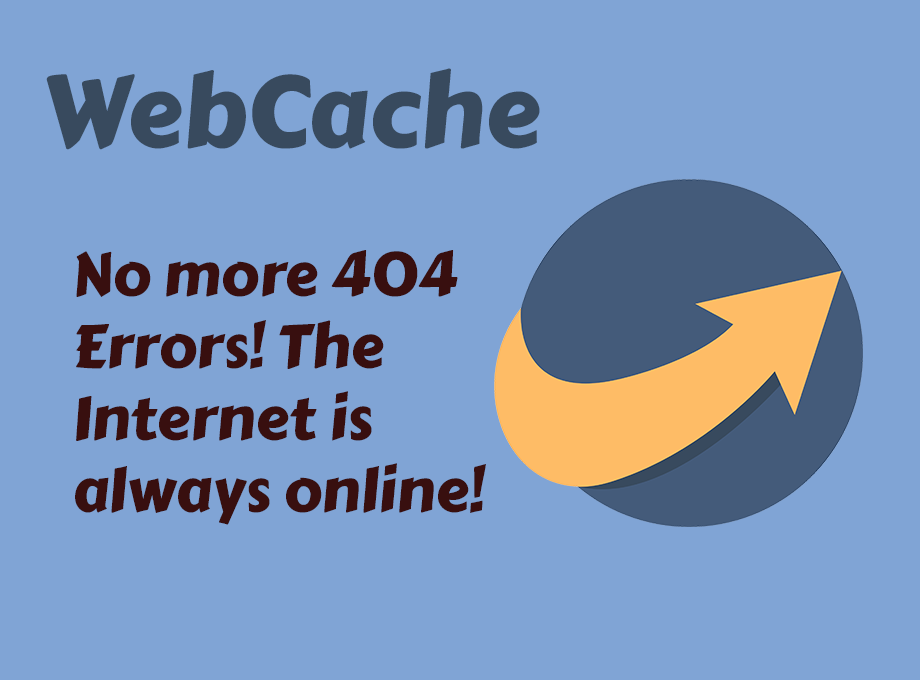 WebCache
No more 404
Errors! The
Internet is
always online!